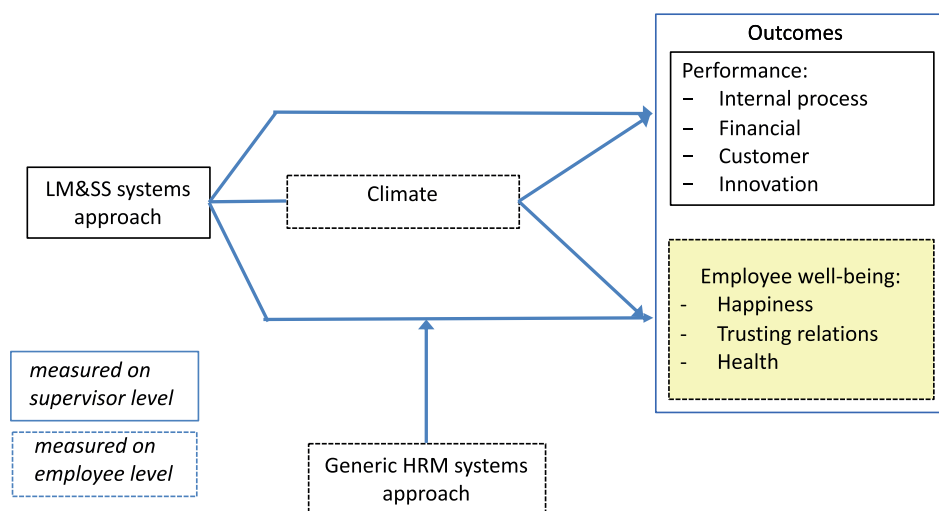 Outcomes
Performance:
– Internal process
– Financial
– Customer
– Innovation
LM&SS systems
approach
Climate
Employee well-being:
- Happiness
- Trusting relations
- Health
measured on
supervisor level
measured on
employee level
Generic HRM systems
approach